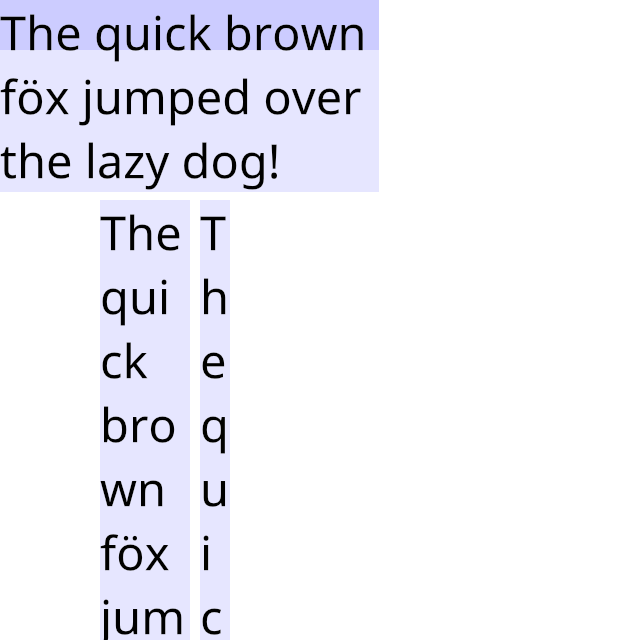 The quick brown
föx jumped over
the lazy dog!
The
qui
ck
bro
wn
föx
jum
T
h
e
q
u
i
c